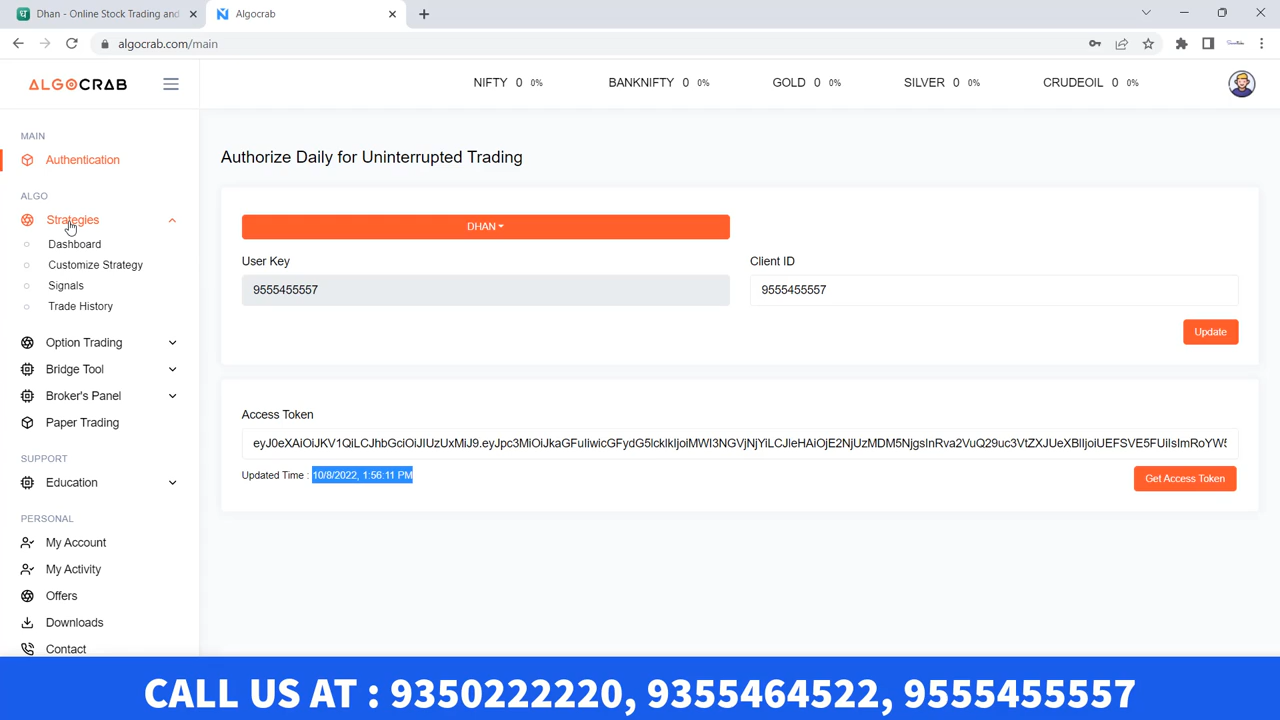 Dhan - Online Stock Trading and
Algocrab
algocrab.com/main
ALGOCRAB
NIFTY 0 0%
BANKNIFTY 0 0%
GOLD 0 0%
SILVER 0 0%
CRUDEOIL 0 0%
MAIN
Authentication
ALGO
Strategies
Dashboard
Customize Strategy
Signals
Trade History
Option Trading
Bridge Tool
Broker's Panel
Paper Trading
SUPPORT
Education
PERSONAL
My Account
My Activity
Offers
Downloads
Contact
Authorize Daily for Uninterrupted Trading
DHAN
User Key
9555455557
Client ID
9555455557
Update
Access Token
Updated Time : 10/8/2022, 1:56:11 PM
Get Access Token
CALL US AT : 9350222220, 9355464522, 9555455557